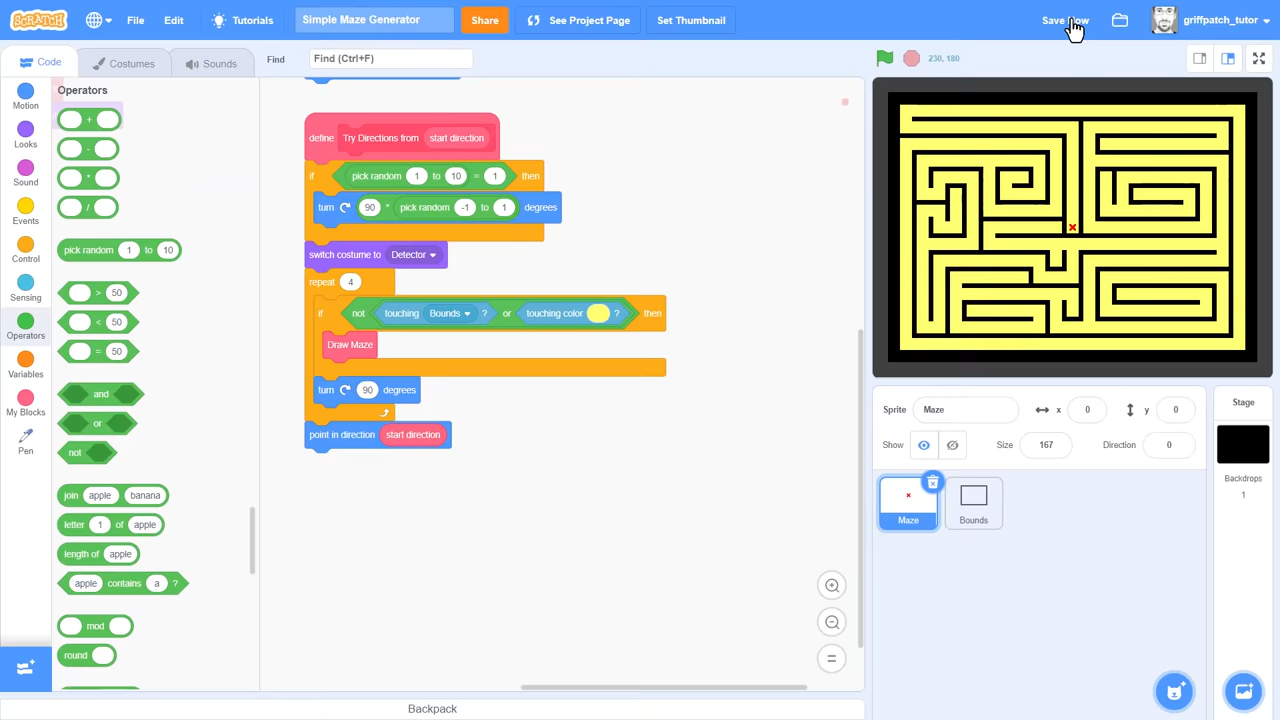 SCRATCH File Edit Tutorials Simple Maze Generator Share See Project Page Set Thumbnail griffpatch_tutor
Code Costumes Sounds Find Find (Ctrl+F) 230, 180
Motion
Looks
Sound
Events
Control
Sensing
Operators
Variables
My Blocks
Pen
Operators
+
-
*
/
pick random 1 to 10
> 50
< 50
= 50
and
or
not
join apple banana
letter 1 of apple
length of apple
apple contains a ?
mod
round
define Try Directions from start direction
if pick random 1 to 10 = 1 then
turn 90 * pick random -1 to 1 degrees
switch costume to Detector
repeat 4
if not touching Bounds ? or touching color ? then
Draw Maze
turn 90 degrees
point in direction start direction
Sprite Maze x 0 y 0
Show Size 167 Direction 0
Maze
Bounds
Stage
Backdrops
1
Backpack